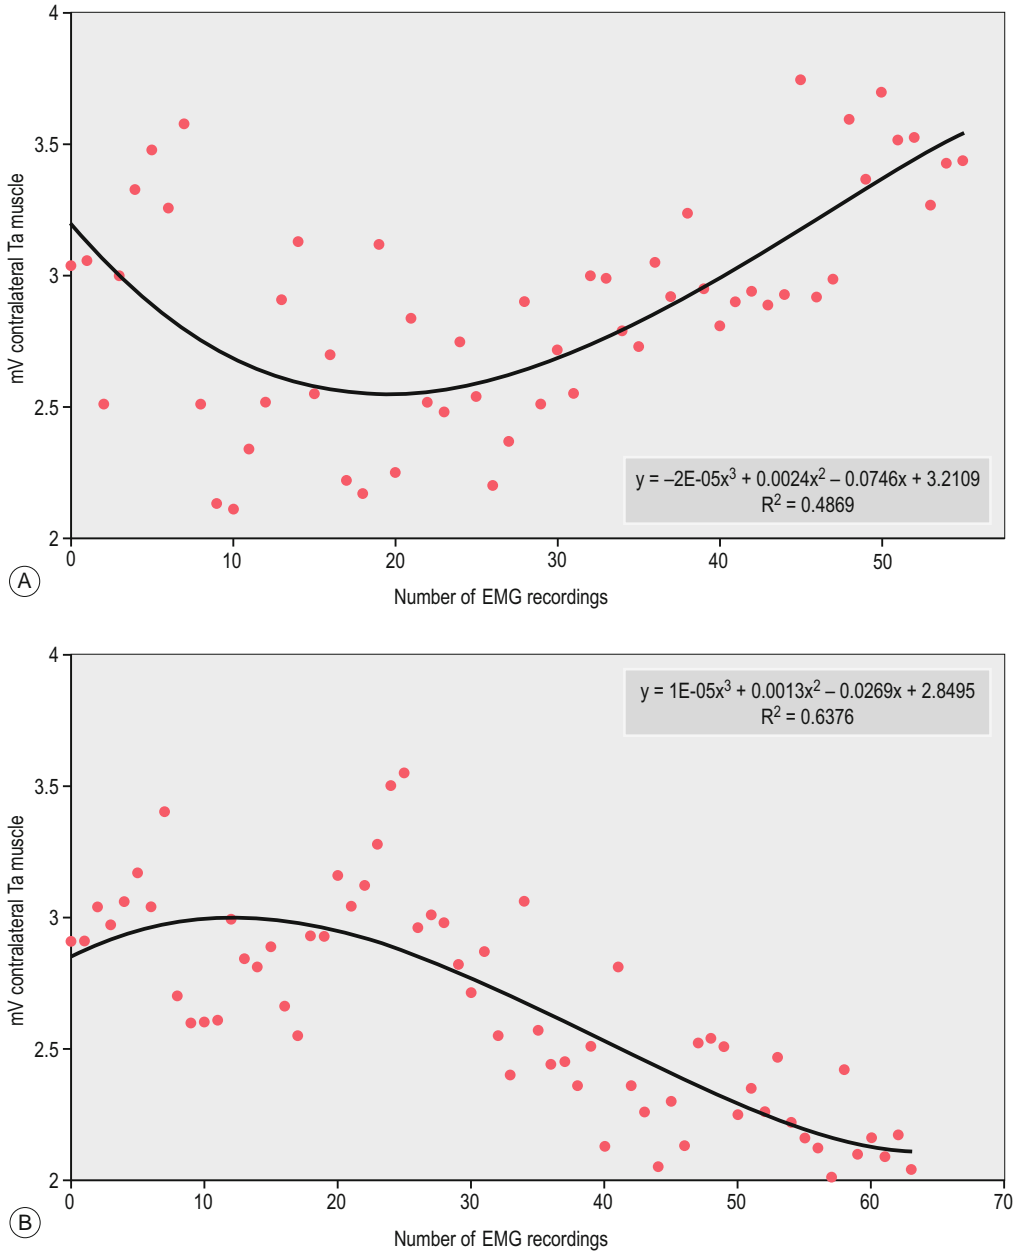 4
3.5
3
2.5
2
mV contralateral Ta muscle
y = –2E-05x³ + 0.0024x² – 0.0746x + 3.2109
R² = 0.4869
0 10 20 30 40 50
A
Number of EMG recordings
4
3.5
3
2.5
2
mV contralateral Ta muscle
y = 1E-05x³ + 0.0013x² – 0.0269x + 2.8495
R² = 0.6376
0 10 20 30 40 50 60 70
B
Number of EMG recordings